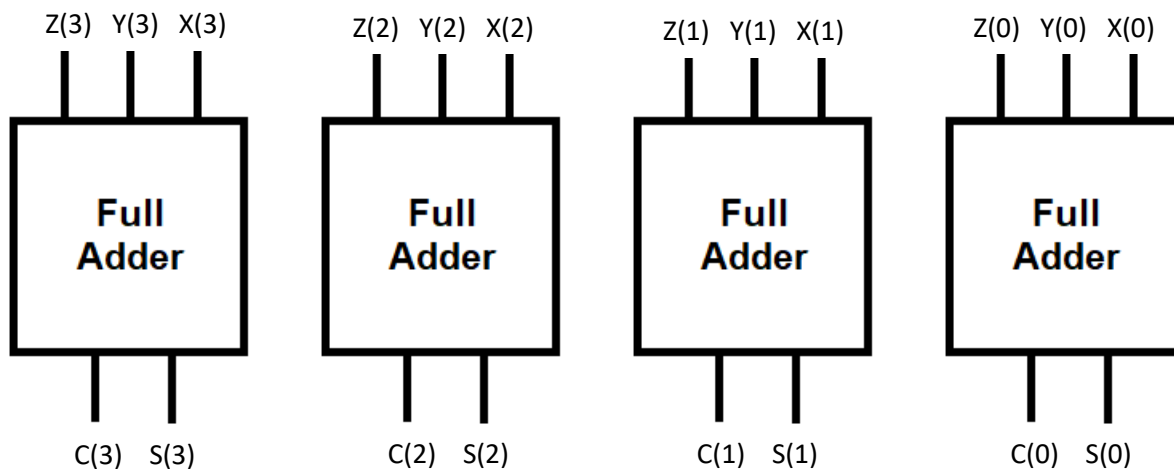 Z(3) Y(3) X(3) Z(2) Y(2) X(2) Z(1) Y(1) X(1) Z(0) Y(0) X(0)
Full Full Full Full
Adder Adder Adder Adder
C(3) S(3) C(2) S(2) C(1) S(1) C(0) S(0)